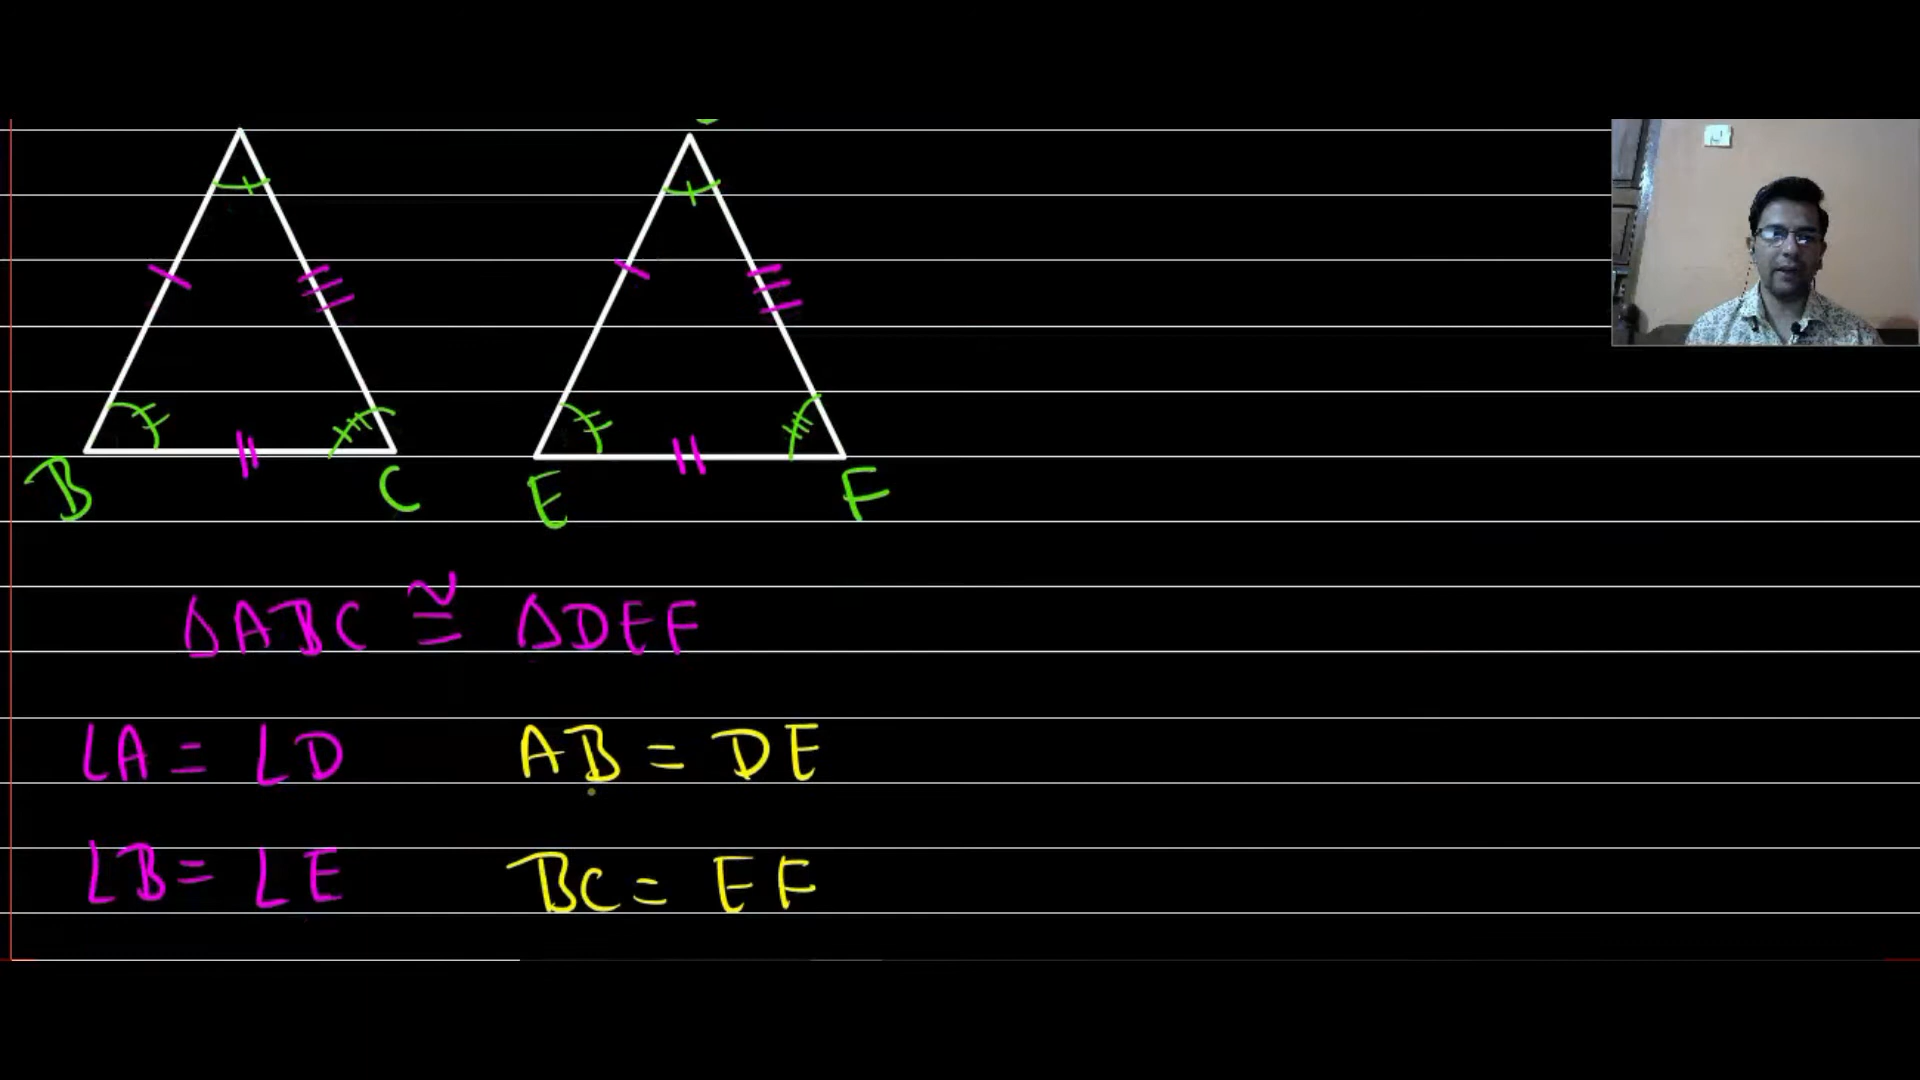 B C E F
ΔABC ≅ ΔDEF
∠A = ∠D AB = DE
∠B = ∠E BC = EF